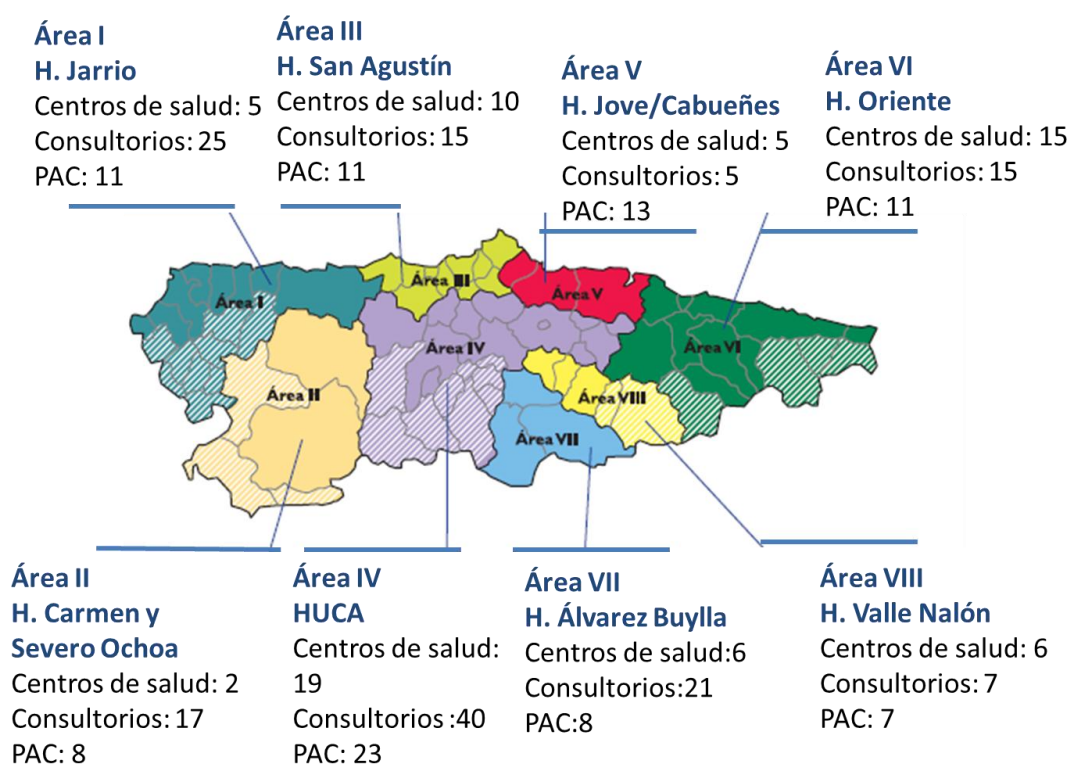 Área I
H. Jarrio
Centros de salud: 5
Consultorios: 25
PAC: 11
Área III
H. San Agustín
Centros de salud: 10
Consultorios: 15
PAC: 11
Área V
H. Jove/Cabueñes
Centros de salud: 5
Consultorios: 5
PAC: 13
Área VI
H. Oriente
Centros de salud: 15
Consultorios: 15
PAC: 11
Área I
Área III
Área V
Área IV
Área VI
Área II
Área VIII
Área VII
Área II
H. Carmen y
Severo Ochoa
Centros de salud: 2
Consultorios: 17
PAC: 8
Área IV
HUCA
Centros de salud:
19
Consultorios :40
PAC: 23
Área VII
H. Álvarez Buylla
Centros de salud:6
Consultorios:21
PAC:8
Área VIII
H. Valle Nalón
Centros de salud: 6
Consultorios: 7
PAC: 7